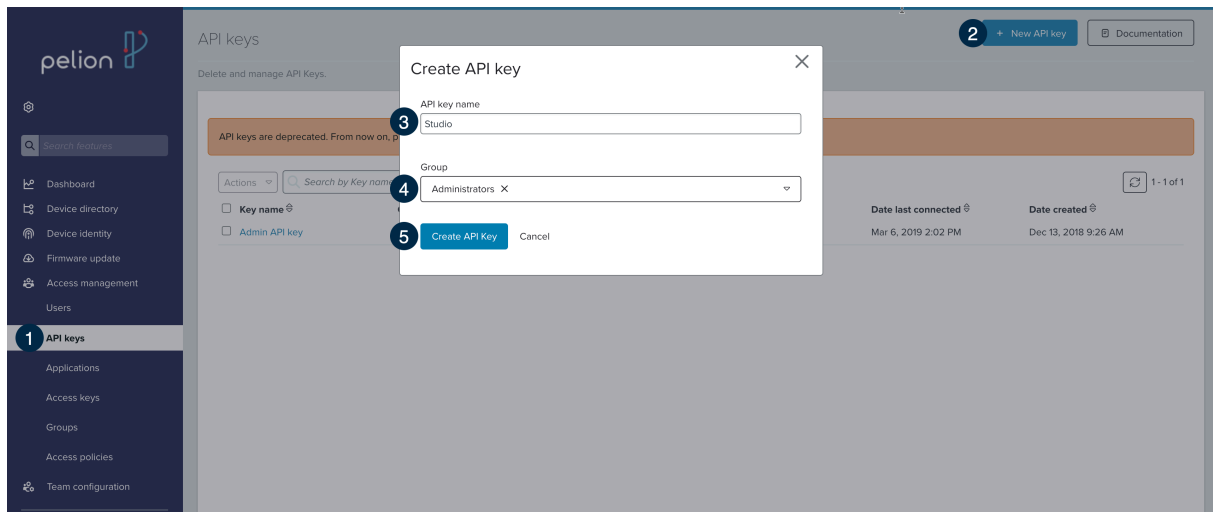 pelion
Search features
Dashboard
Device directory
Device identity
Firmware update
Access management
Users
1 API keys
Applications
Access keys
Groups
Access policies
Team configuration
API keys
2 + New API key
Documentation
Delete and manage API Keys.
API keys are deprecated. From now on, p
Actions
Search by Key name
1 - 1 of 1
Key name
Date last connected
Date created
Admin API key
Mar 6, 2019 2:02 PM
Dec 13, 2018 9:26 AM
Create API key
API key name
3 Studio
Group
4 Administrators X
5 Create API Key
Cancel